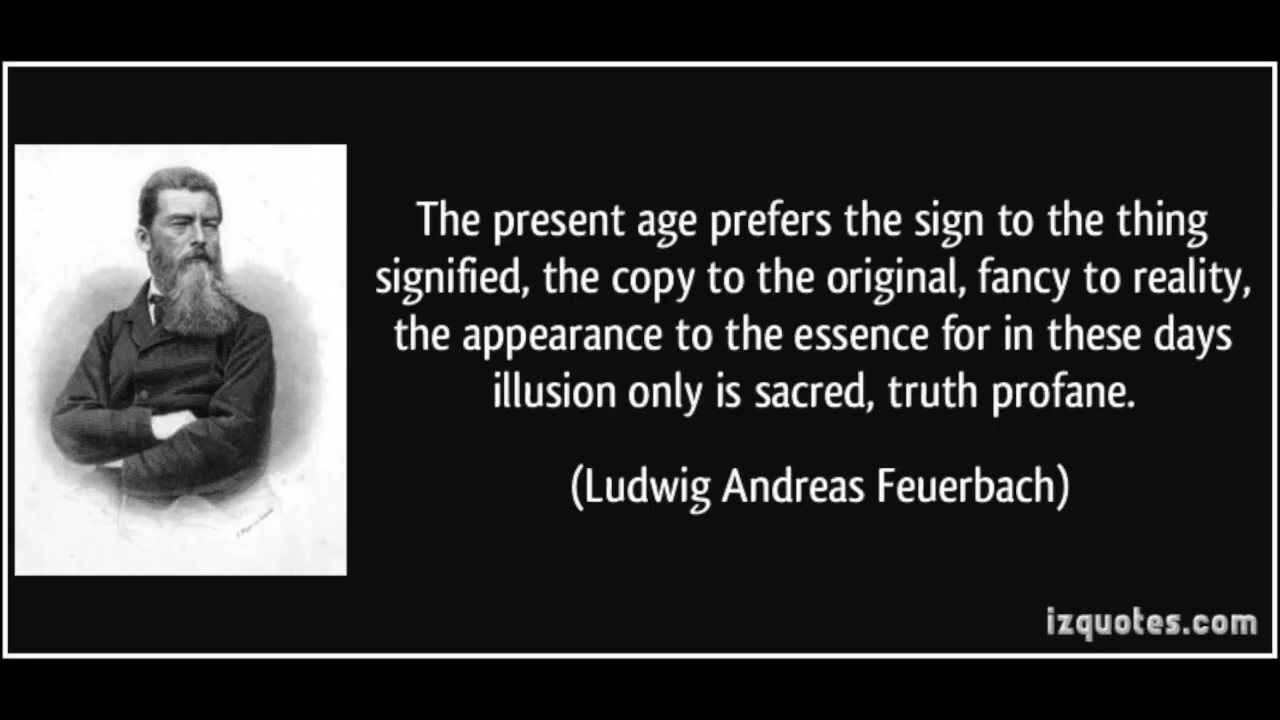 The present age prefers the sign to the thing
signified, the copy to the original, fancy to reality,
the appearance to the essence for in these days
illusion only is sacred, truth profane.
(Ludwig Andreas Feuerbach)
izquotes.com